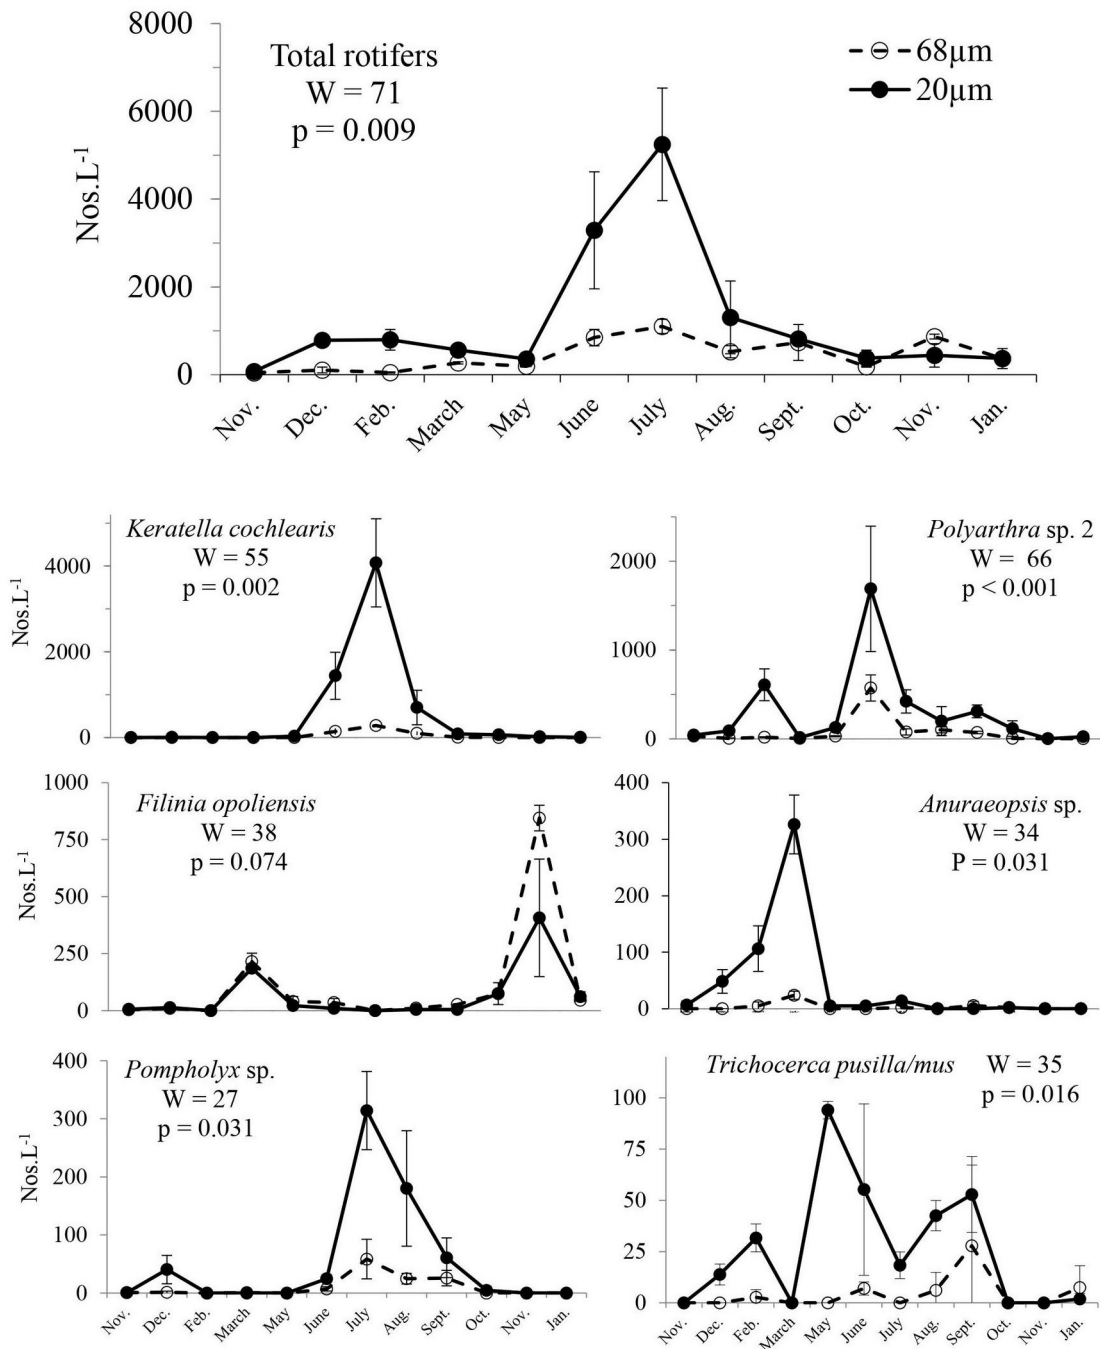 Total rotifers
W = 71
p = 0.009
68µm
20µm
Nos.L-1
8000
6000
4000
2000
0
Nov. Dec. Feb. March May June July Aug. Sept. Oct. Nov. Jan.
Keratella cochlearis
W = 55
p = 0.002
Nos.L-1
4000
2000
0
Polyarthra sp. 2
W = 66
p < 0.001
2000
1000
0
Filinia opoliensis
W = 38
p = 0.074
Nos.L-1
1000
750
500
250
0
Anuraeopsis sp.
W = 34
P = 0.031
400
300
200
100
0
Pompholyx sp.
W = 27
p = 0.031
Nos.L-1
400
300
200
100
0
Nov. Dec. Feb. March May June July Aug. Sept. Oct. Nov. Jan.
Trichocerca pusilla/mus W = 35
p = 0.016
100
75
50
25
0
Nov. Dec. Feb. March May June July Aug. Sept. Oct. Nov. Jan.